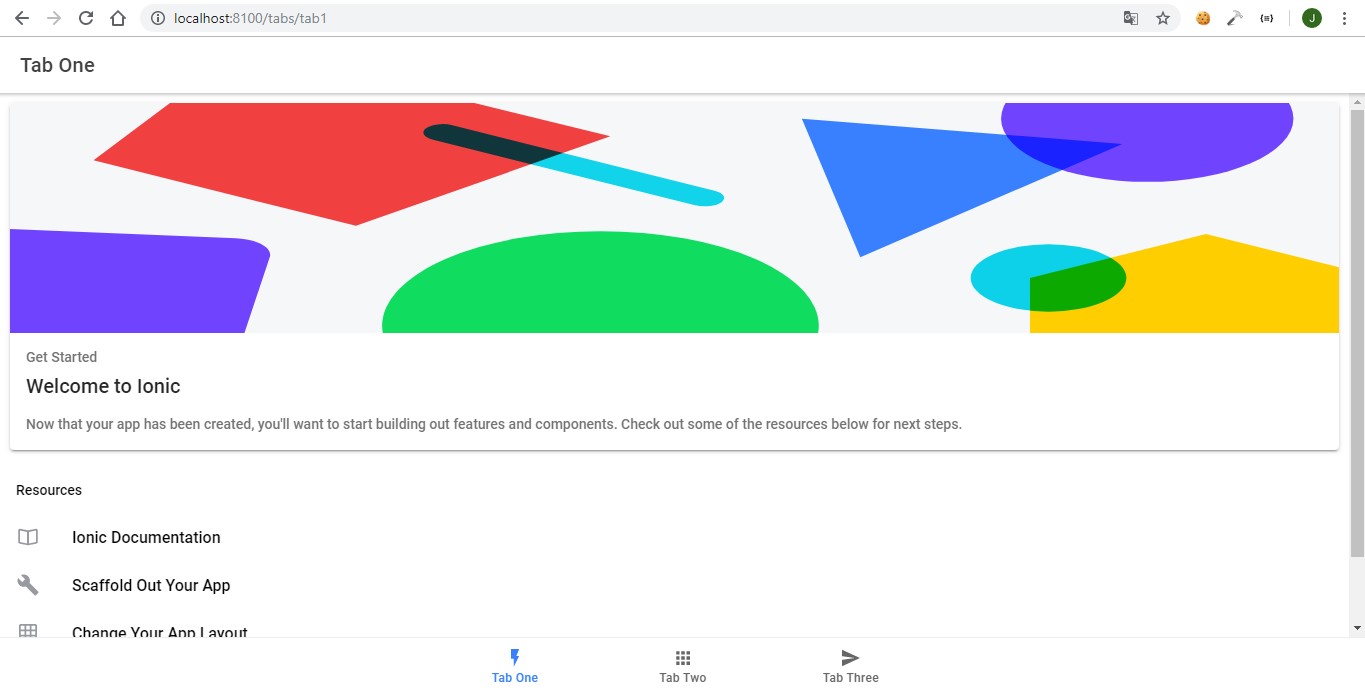 localhost:8100/tabs/tab1
J
Tab One
Get Started
Welcome to Ionic
Now that your app has been created, you'll want to start building out features and components. Check out some of the resources below for next steps.
Resources
Ionic Documentation
Scaffold Out Your App
Change Your App Layout
Tab One
Tab Two
Tab Three